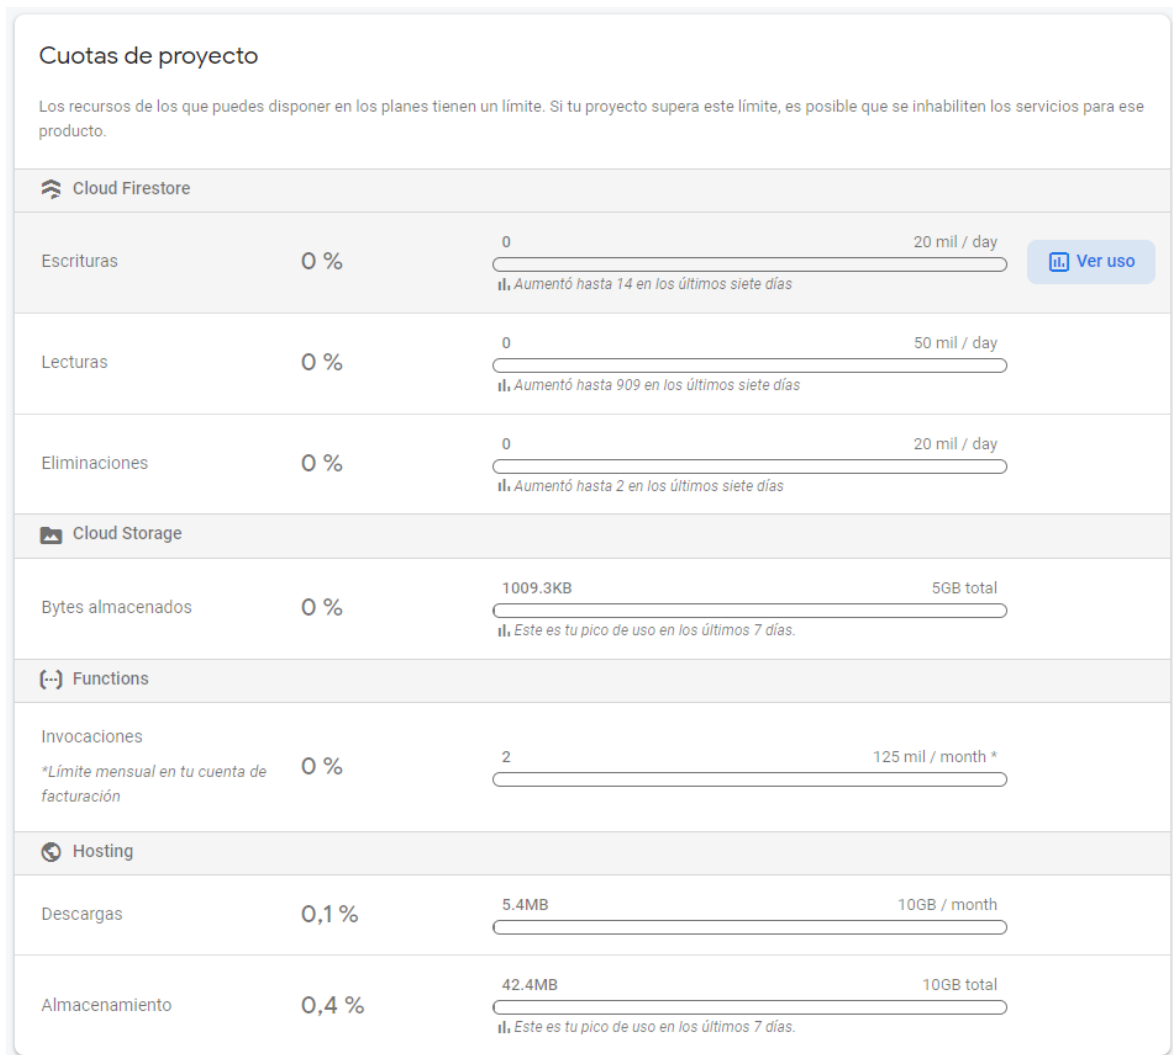 Cuotas de proyecto
Los recursos de los que puedes disponer en los planes tienen un límite. Si tu proyecto supera este límite, es posible que se inhabiliten los servicios para ese
producto.
Cloud Firestore
Escrituras 0 % 0 20 mil / day Ver uso
Aumentó hasta 14 en los últimos siete días
Lecturas 0 % 0 50 mil / day
Aumentó hasta 909 en los últimos siete días
Eliminaciones 0 % 0 20 mil / day
Aumentó hasta 2 en los últimos siete días
Cloud Storage
Bytes almacenados 0 % 1009.3KB 5GB total
Este es tu pico de uso en los últimos 7 días.
Functions
Invocaciones
*Límite mensual en tu cuenta de
facturación
0 % 2 125 mil / month *
Hosting
Descargas 0,1 % 5.4MB 10GB / month
Almacenamiento 0,4 % 42.4MB 10GB total
Este es tu pico de uso en los últimos 7 días.